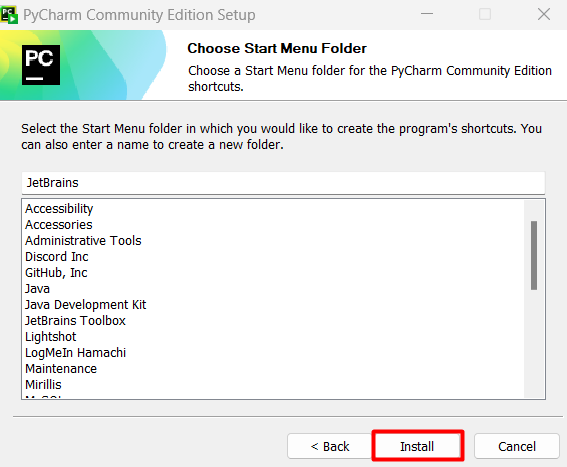 PyCharm Community Edition Setup
PC
Choose Start Menu Folder
Choose a Start Menu folder for the PyCharm Community Edition
shortcuts.
Select the Start Menu folder in which you would like to create the program's shortcuts. You
can also enter a name to create a new folder.
JetBrains
Accessibility
Accessories
Administrative Tools
Discord Inc
GitHub, Inc
Java
Java Development Kit
JetBrains Toolbox
Lightshot
LogMeIn Hamachi
Maintenance
Mirillis
< Back
Install
Cancel